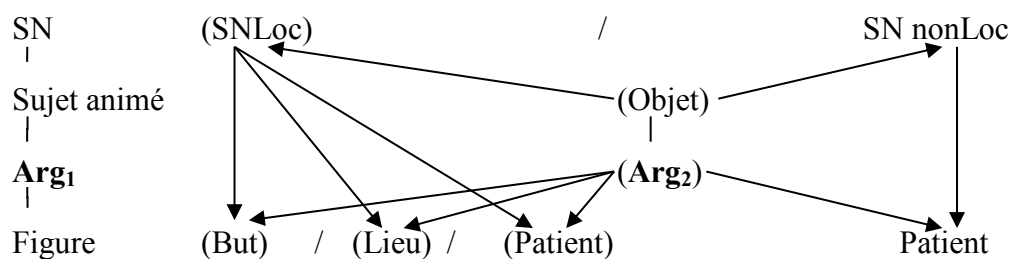 SN (SNLoc) / SN nonLoc
Sujet animé (Objet)
Arg₁ (Arg₂)
Figure (But) / (Lieu) / (Patient) Patient